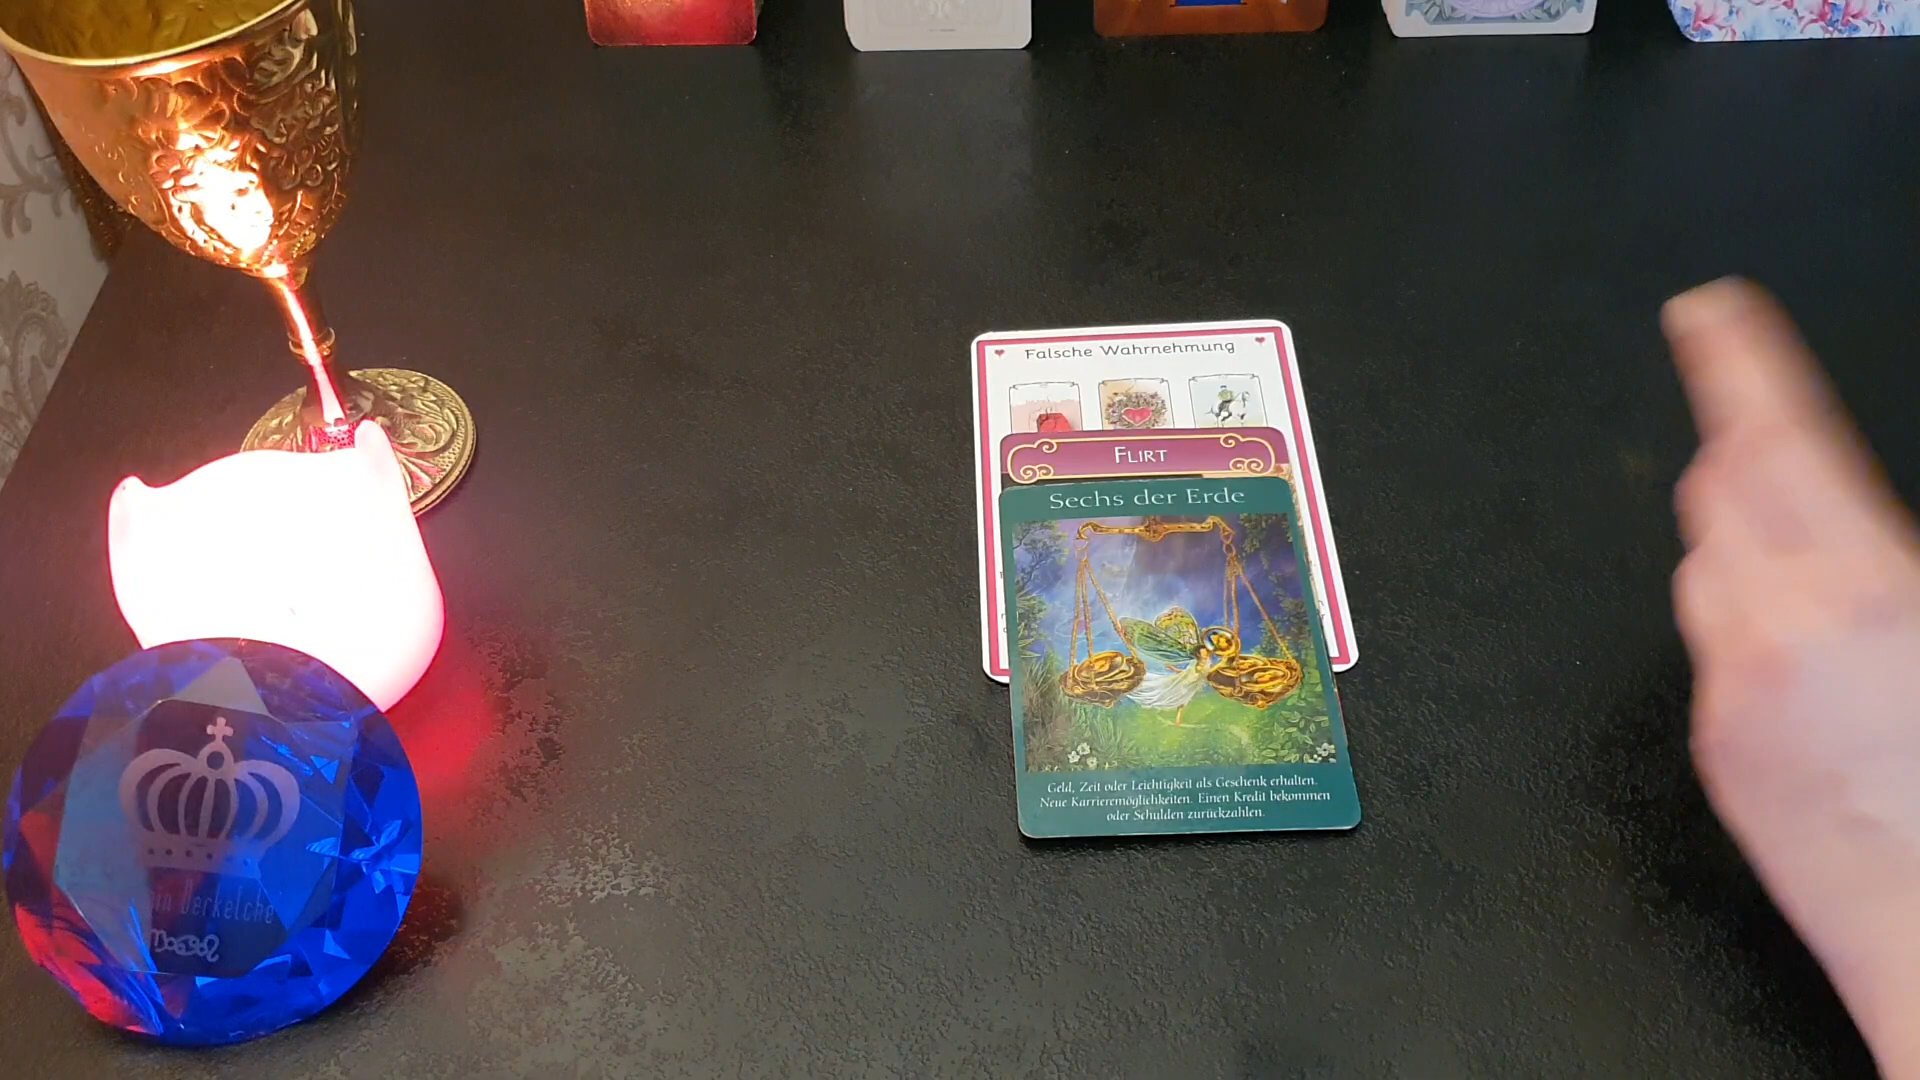 Falsche Wahrnehmung
Flirt
Sechs der Erde
Geld, Zeit oder Leichtigkeit als Geschenk erhalten.
Neue Karrieremöglichkeiten. Einen Kredit bekommen
oder Schulden zurückzahlen.
Berkelche